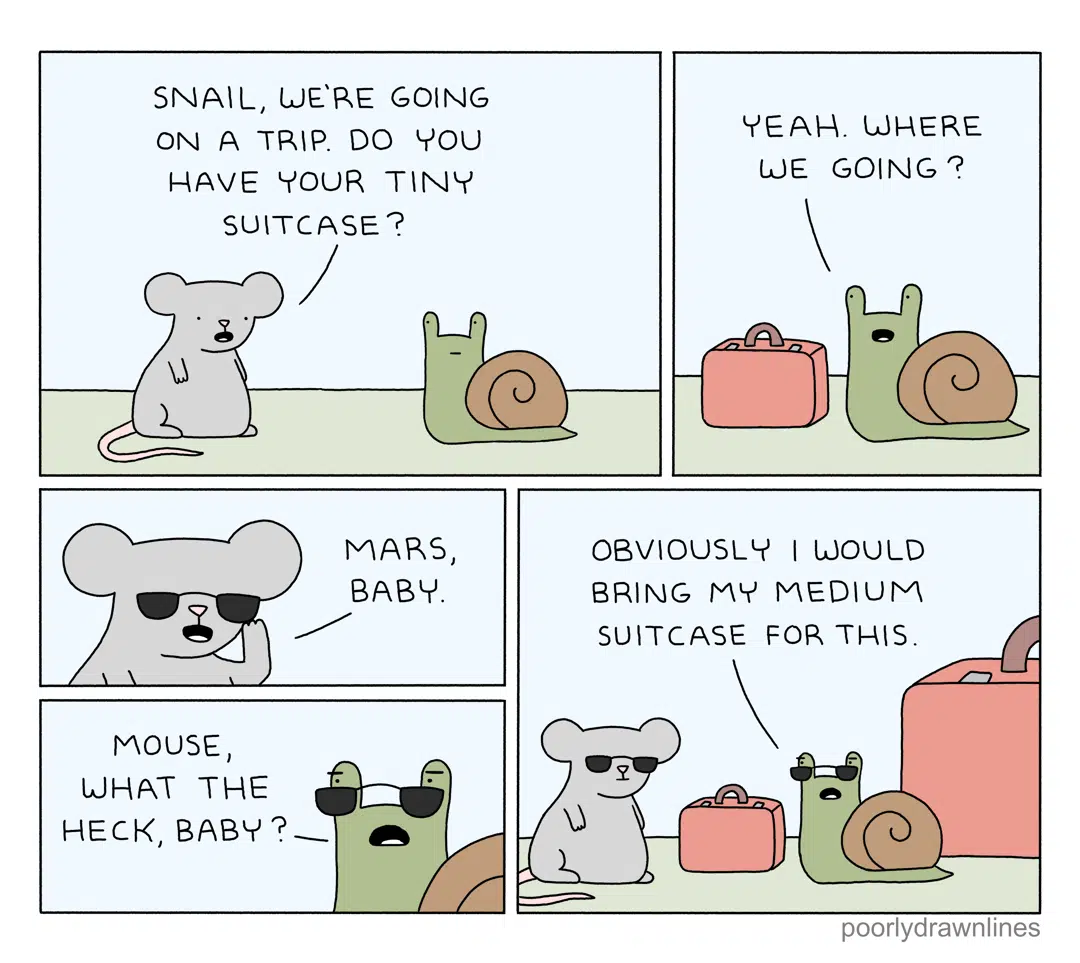 SNAIL, WE'RE GOING
ON A TRIP. DO YOU
HAVE YOUR TINY
SUITCASE?
YEAH. WHERE
WE GOING?
MARS,
BABY.
MOUSE,
WHAT THE
HECK, BABY?
OBVIOUSLY I WOULD
BRING MY MEDIUM
SUITCASE FOR THIS.
poorlydrawnlines